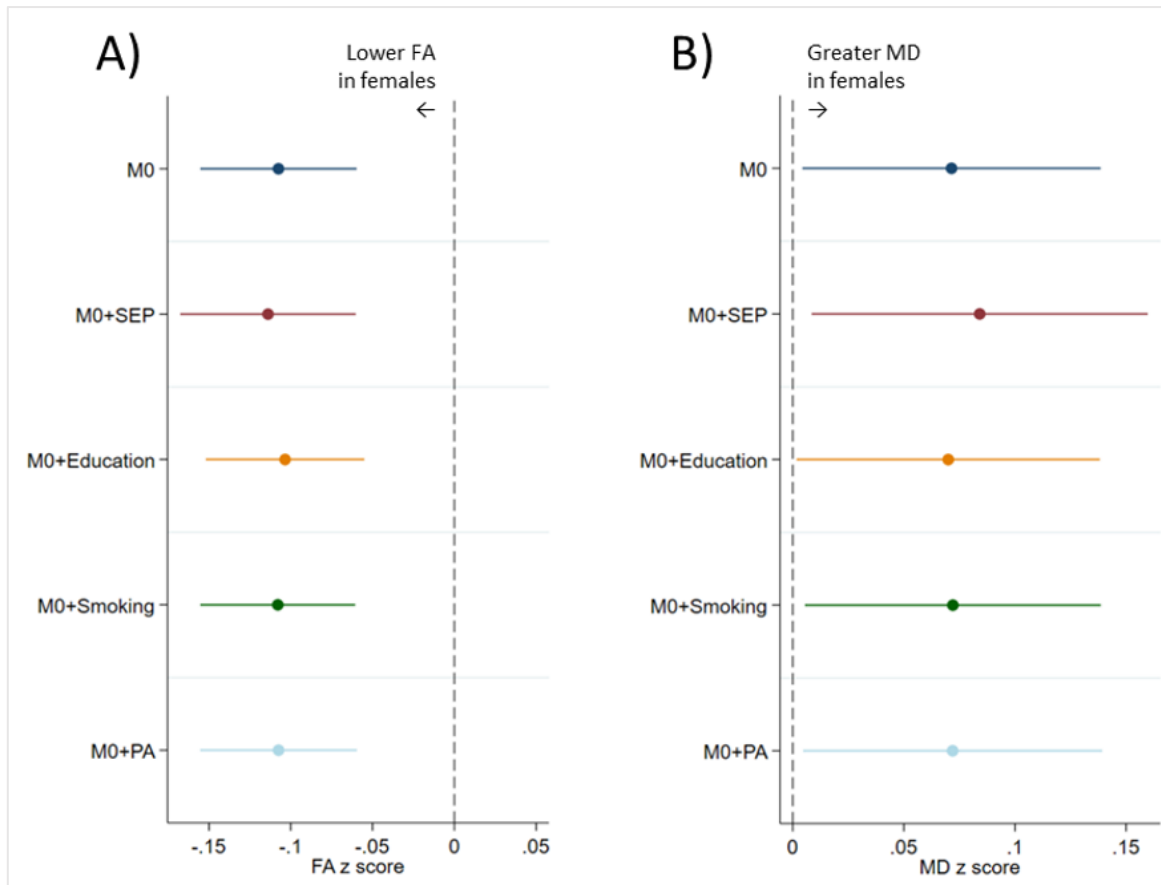 A)
Lower FA
in females
←
M0
M0+SEP
M0+Education
M0+Smoking
M0+PA
-.15 -.1 -.05 0 .05
FA z score
B)
Greater MD
in females
→
M0
M0+SEP
M0+Education
M0+Smoking
M0+PA
0 .05 .1 .15
MD z score